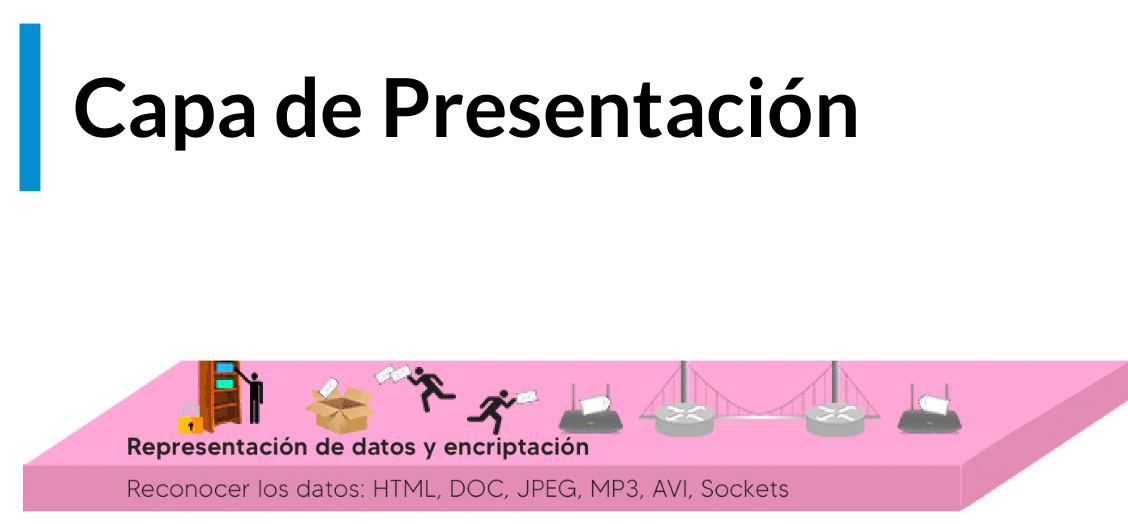 Capa de Presentación
Representación de datos y encriptación
Reconocer los datos: HTML, DOC, JPEG, MP3, AVI, Sockets